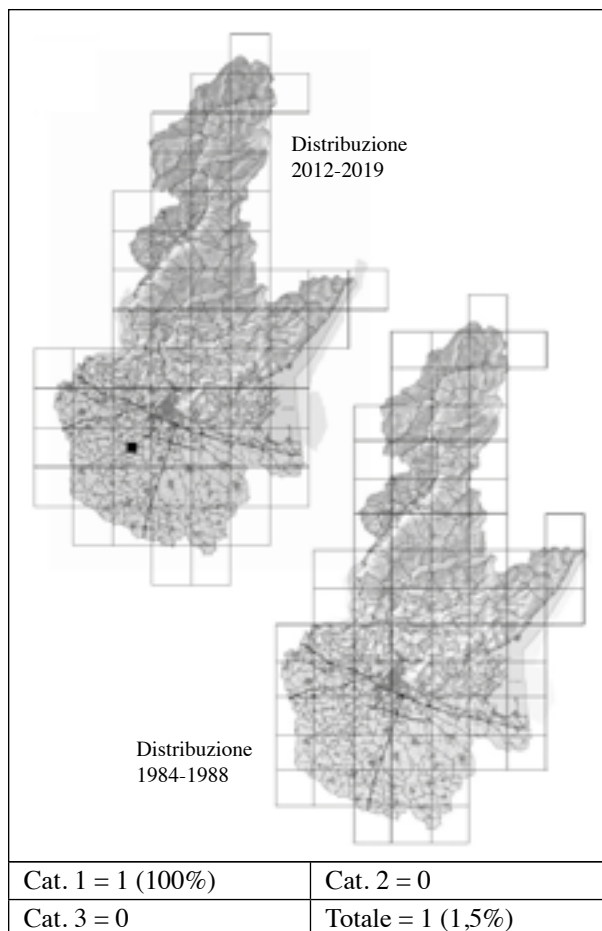 Distribuzione
2012-2019
Distribuzione
1984-1988
Cat. 1 = 1 (100%)
Cat. 2 = 0
Cat. 3 = 0
Totale = 1 (1,5%)